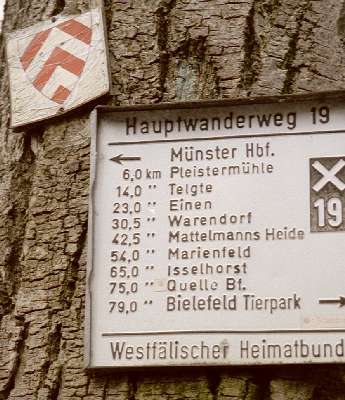 Hauptwanderweg 19
← Münster Hbf.
6,0 km Pleistermühle
14,0 " Telgte
23,0 " Einen
30,5 " Warendorf
42,5 " Mattelmanns Heide
54,0 " Marienfeld
65,0 " Isselhorst
75,0 " Quelle Bf.
79,0 " Bielefeld Tierpark →
X
19
Westfälischer Heimatbund